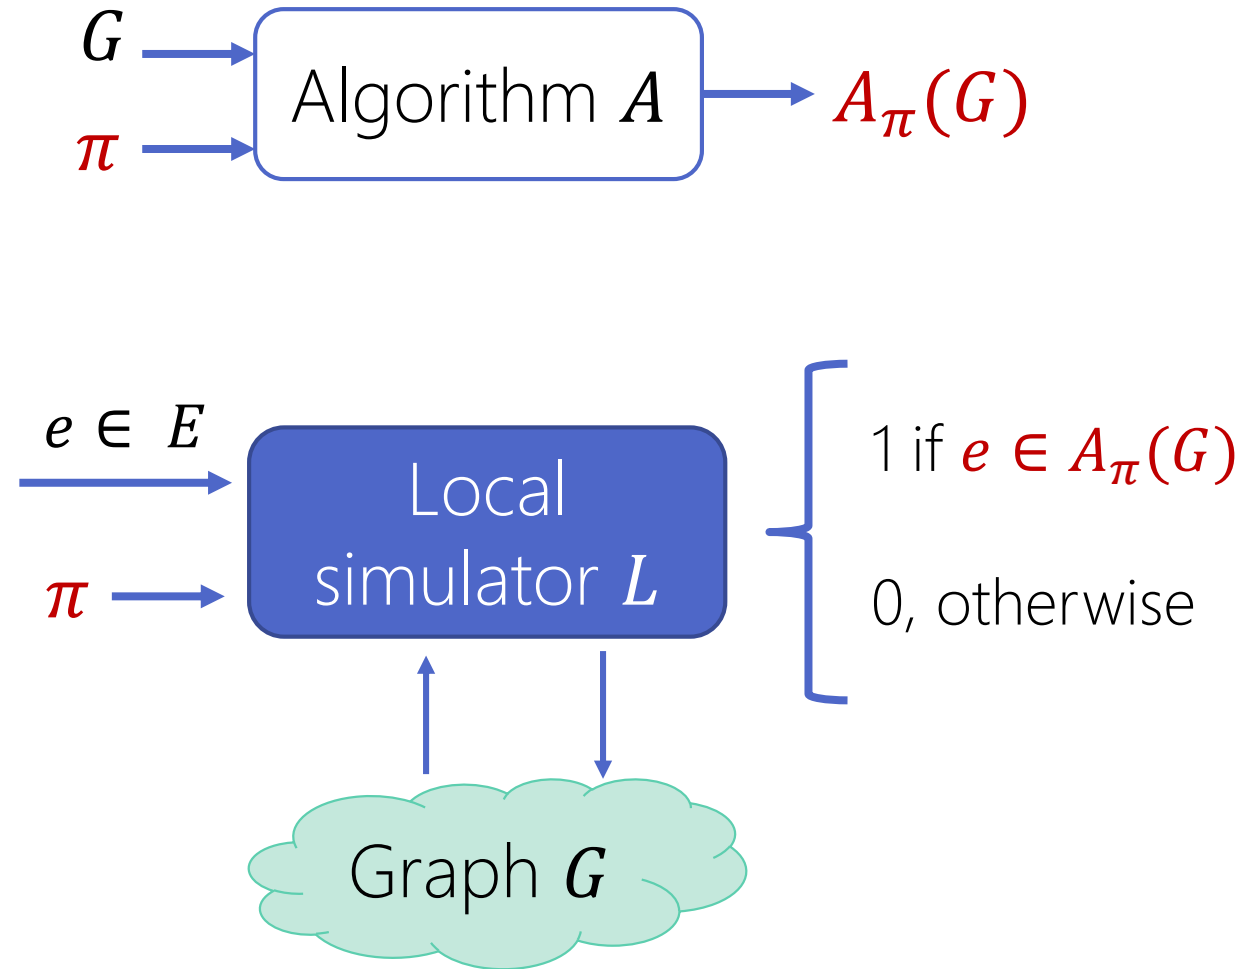 G
π
Algorithm A
A_π(G)
e ∈ E
π
Local
simulator L
1 if e ∈ A_π(G)
0, otherwise
Graph G